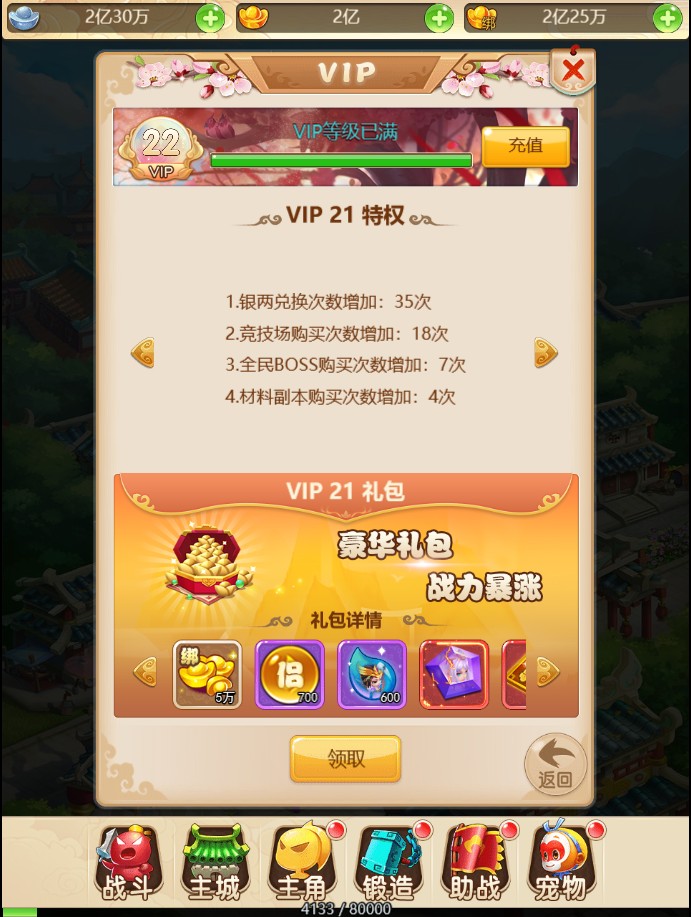 2亿30万
2亿
绑
2亿25万
VIP
22
VIP
VIP等级已满
充值
VIP 21 特权
1.银两兑换次数增加：35次
2.竞技场购买次数增加：18次
3.全民BOSS购买次数增加：7次
4.材料副本购买次数增加：4次
VIP 21 礼包
豪华礼包
战力暴涨
礼包详情
绑
5万
侣
700
600
领取
返回
战斗
主城
主角
锻造
助战
宠物
4133 / 80000